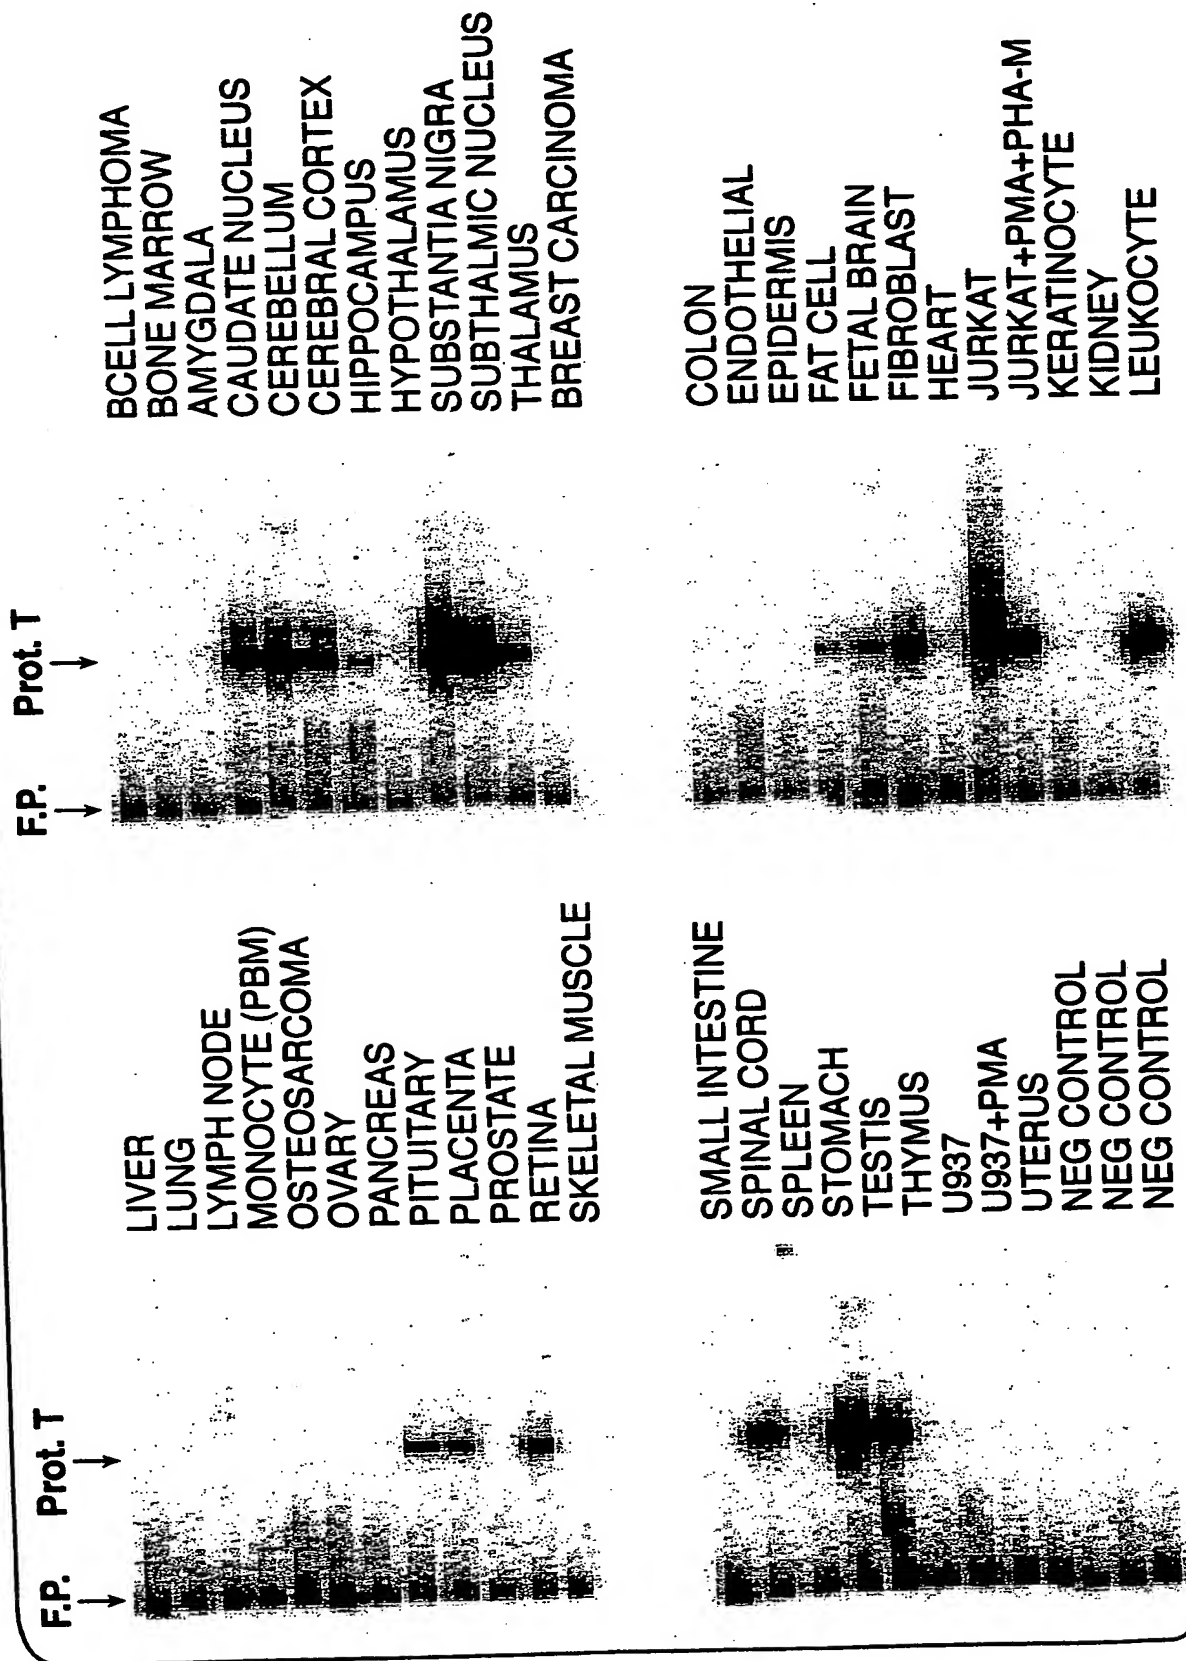 F.P.
Prot. T
BCELL LYMPHOMA
BONE MARROW
AMYGDALA
CAUDATE NUCLEUS
CEREBELLUM
CEREBRAL CORTEX
HIPPOCAMPUS
HYPOTHALAMUS
SUBSTANTIA NIGRA
SUBTHALMIC NUCLEUS
THALAMUS
BREAST CARCINOMA
COLON
ENDOTHELIAL
EPIDERMIS
FAT CELL
FETAL BRAIN
FIBROBLAST
HEART
JURKAT
JURKAT+PMA+PHA-M
KERATINOCYTE
KIDNEY
LEUKOCYTE
F.P.
Prot. T
LIVER
LUNG
LYMPH NODE
MONOCYTE (PBM)
OSTEOSARCOMA
OVARY
PANCREAS
PITUITARY
PLACENTA
PROSTATE
RETINA
SKELETAL MUSCLE
SMALL INTESTINE
SPINAL CORD
SPLEEN
STOMACH
TESTIS
THYMUS
U937
U937+PMA
UTERUS
NEG CONTROL
NEG CONTROL
NEG CONTROL